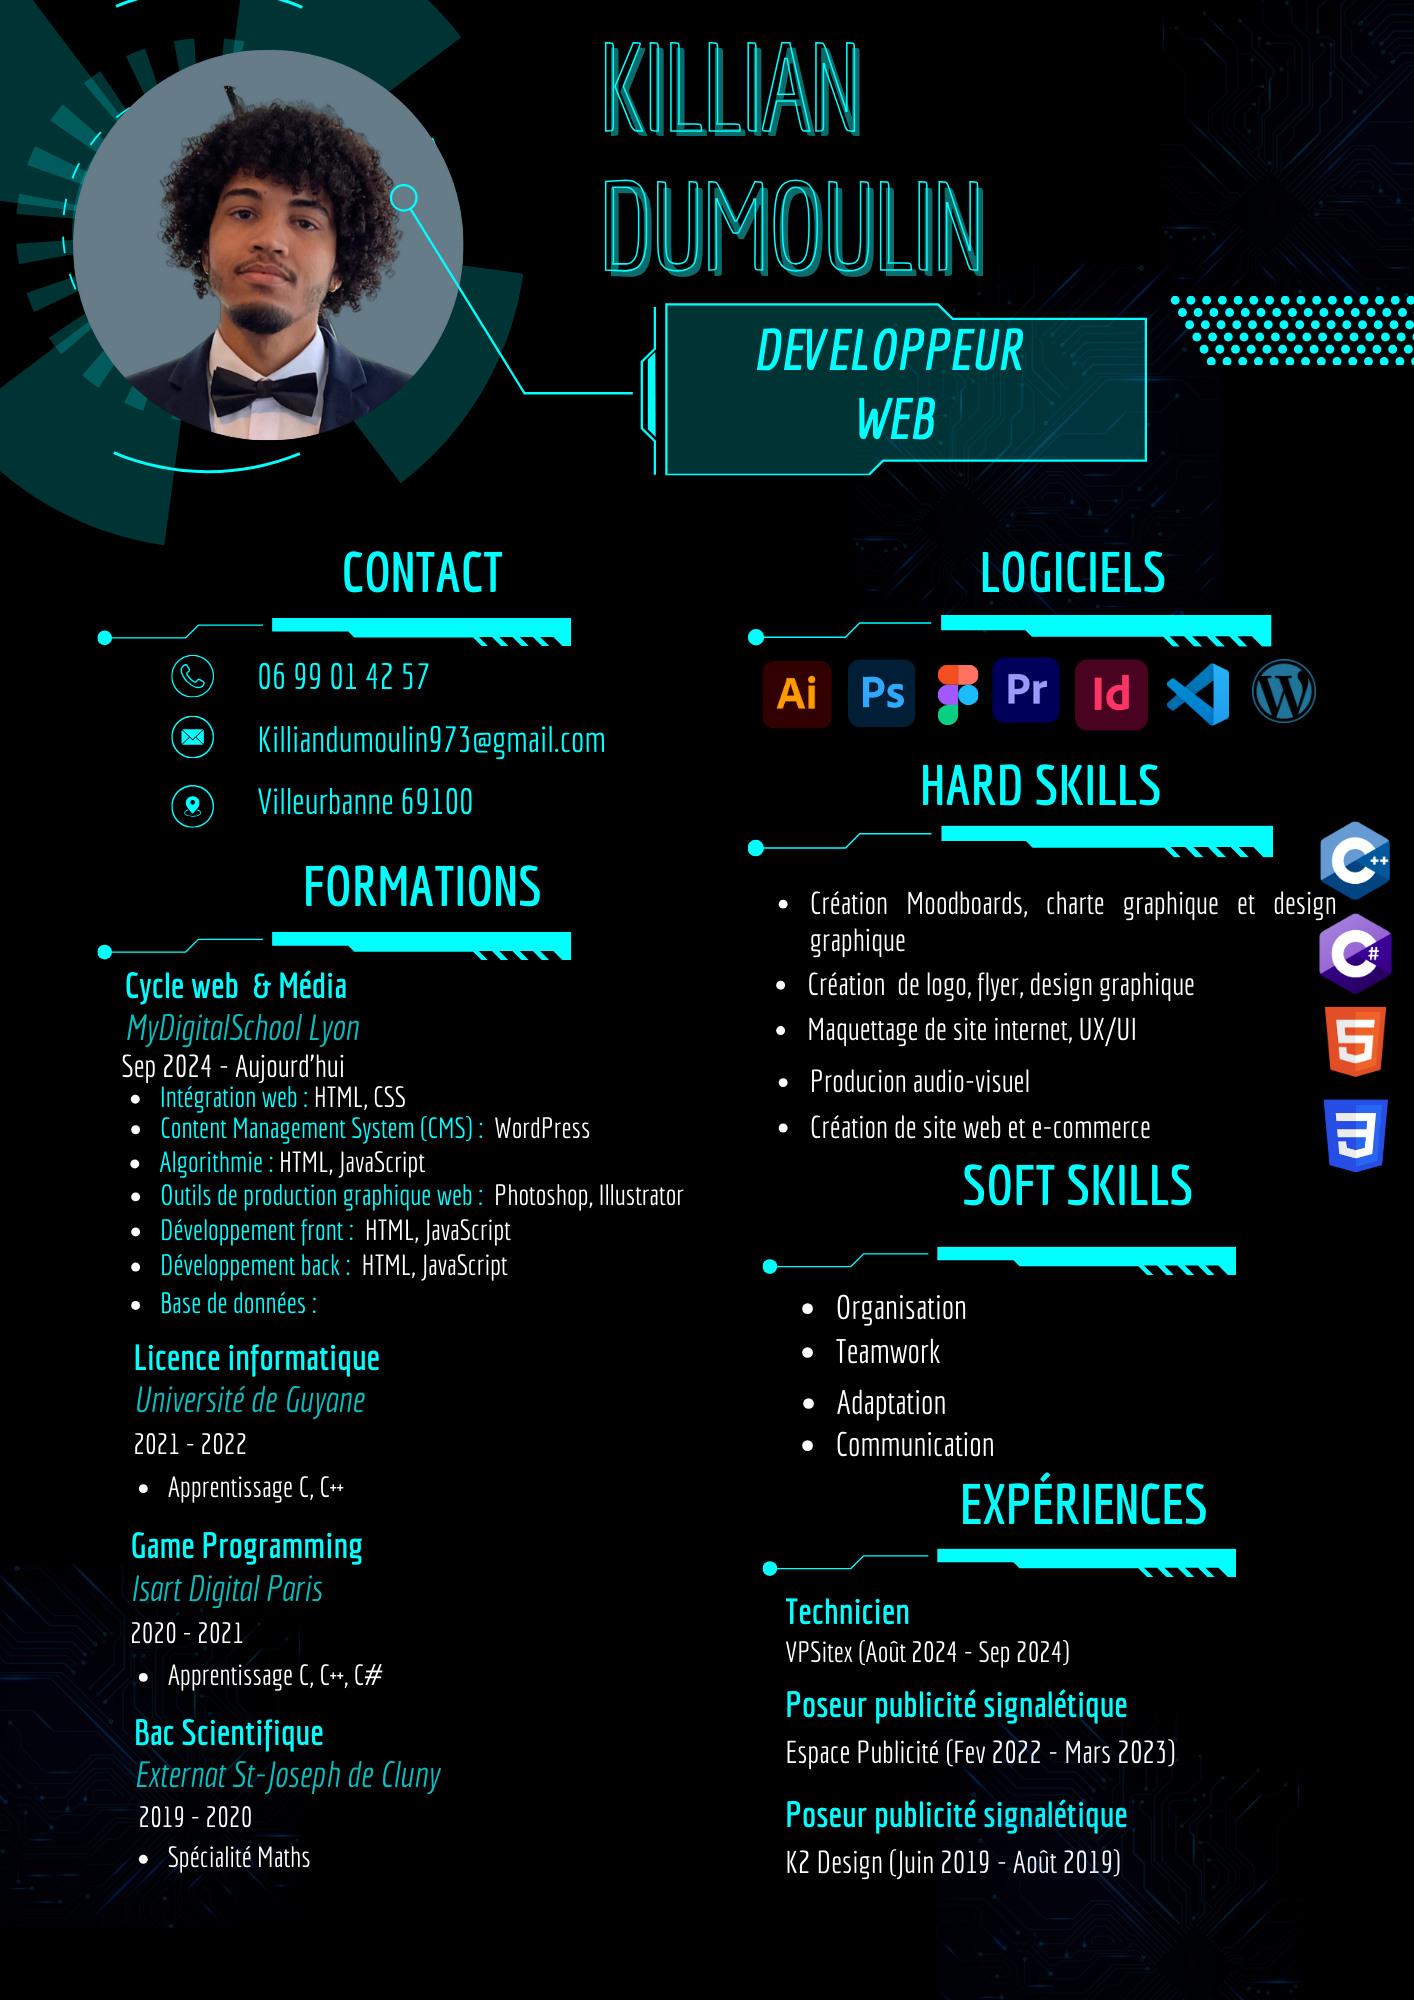 KILLIAN
DUMOULIN
DEVELOPPEUR
WEB
CONTACT
06 99 01 42 57
Killiandumoulin973@gmail.com
Villeurbanne 69100
FORMATIONS
Cycle web & Média
MyDigitalSchool Lyon
Sep 2024 - Aujourd'hui
• Intégration web : HTML, CSS
• Content Management System (CMS) : WordPress
• Algorithmie : HTML, JavaScript
• Outils de production graphique web : Photoshop, Illustrator
• Développement front : HTML, JavaScript
• Développement back : HTML, JavaScript
• Base de données :
Licence informatique
Université de Guyane
2021 - 2022
• Apprentissage C, C++
Game Programming
Isart Digital Paris
2020 - 2021
• Apprentissage C, C++, C#
Bac Scientifique
Externat St-Joseph de Cluny
2019 - 2020
• Spécialité Maths
LOGICIELS
Ai Ps Pr Id W
HARD SKILLS
• Création Moodboards, charte graphique et design
graphique
• Création de logo, flyer, design graphique
• Maquettage de site internet, UX/UI
• Producion audio-visuel
• Création de site web et e-commerce
C++
C#
5
3
SOFT SKILLS
• Organisation
• Teamwork
• Adaptation
• Communication
EXPÉRIENCES
Technicien
VPSitex (Août 2024 - Sep 2024)
Poseur publicité signalétique
Espace Publicité (Fev 2022 - Mars 2023)
Poseur publicité signalétique
K2 Design (Juin 2019 - Août 2019)